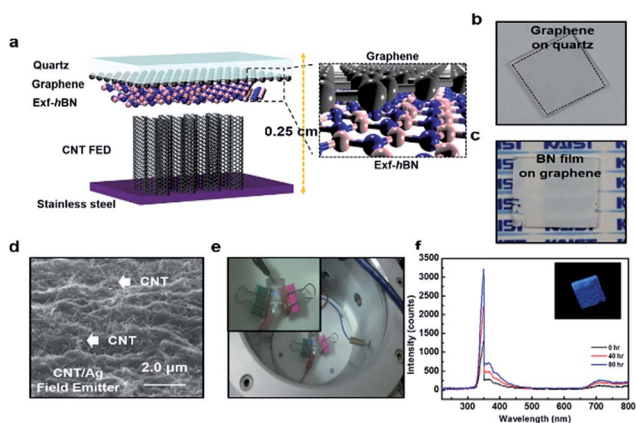 a
Quartz
Graphene
Exf-hBN
CNT FED
Stainless steel
0.25 cm
Graphene
Exf-hBN
b
Graphene
on quartz
c
KAIST
BN film
on graphene
d
CNT
CNT
CNT/Ag
Field Emitter
2.0 µm
e
f
Intensity (counts)
3500
3000
2500
2000
1500
1000
500
0
0 hr
40 hr
80 hr
300
400
500
600
700
800
Wavelength (nm)